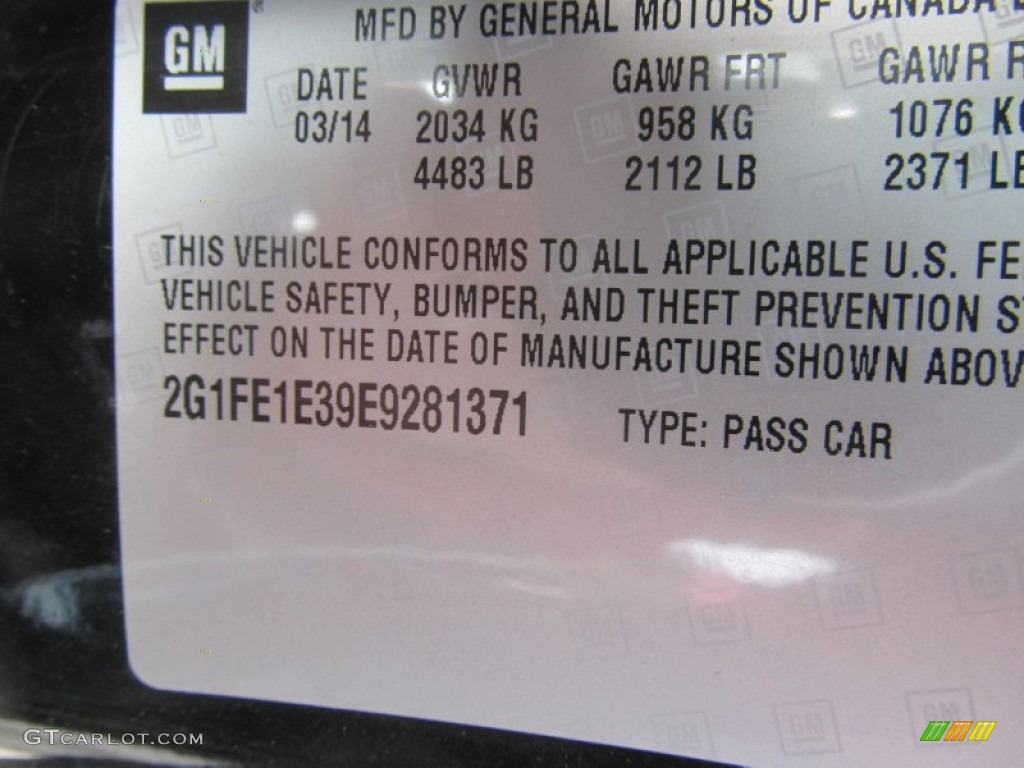 GM
MFD BY GENERAL MOTORS OF CANADA
DATE GVWR GAWR FRT GAWR R
03/14 2034 KG 958 KG 1076 KG
4483 LB 2112 LB 2371 LB
THIS VEHICLE CONFORMS TO ALL APPLICABLE U.S. FE
VEHICLE SAFETY, BUMPER, AND THEFT PREVENTION S
EFFECT ON THE DATE OF MANUFACTURE SHOWN ABOV
2G1FE1E39E9281371 TYPE: PASS CAR
GTCARLOT.COM